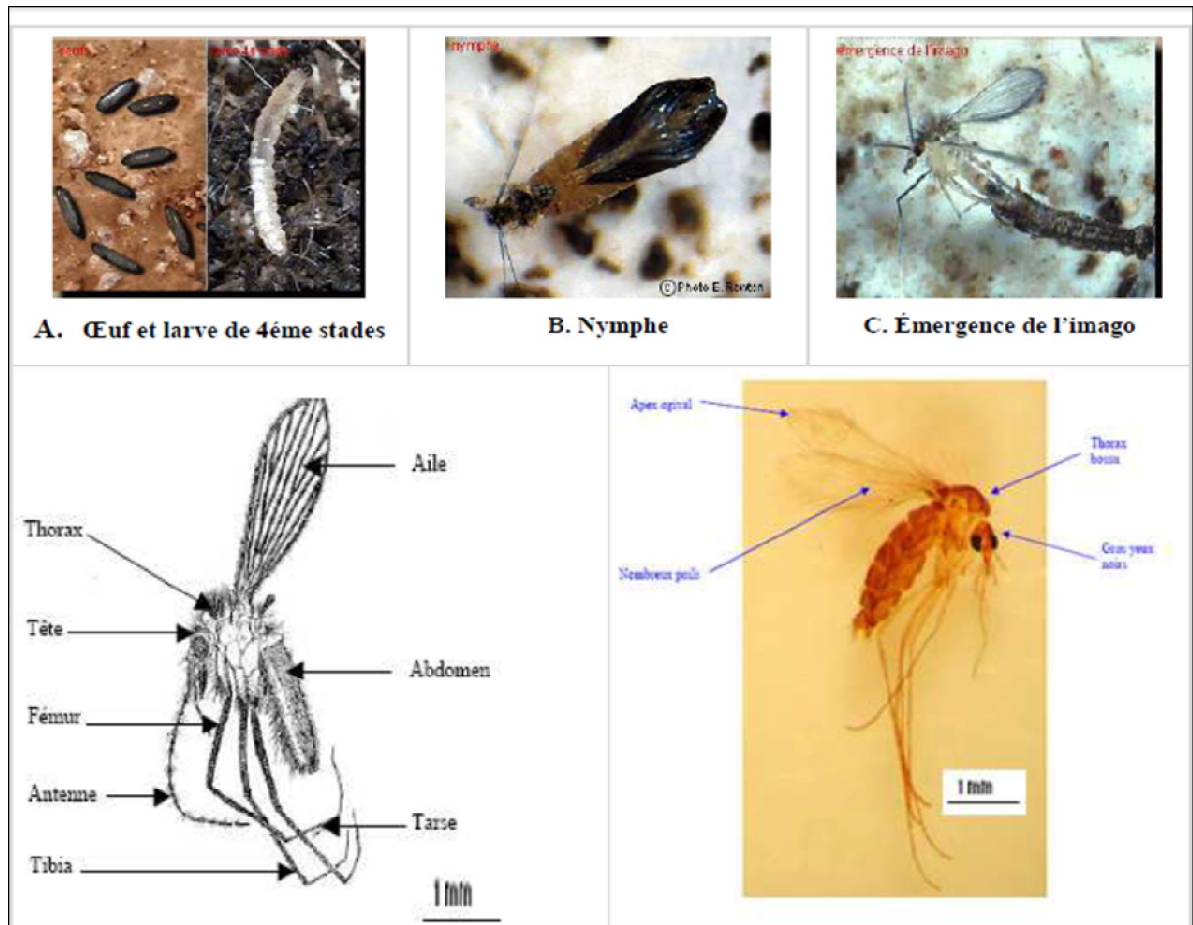 nymphe
émergence de l'imago
© Photo E. Renton
A. Œuf et larve de 4éme stades
B. Nymphe
C. Émergence de l'imago
Aile
Thorax
Tête
Abdomen
Fémur
Antenne
Tarse
Tibia
1 mm
Apex ogival
Thorax
bossu
Gros yeux
noirs
Nombreux poils
1 mm